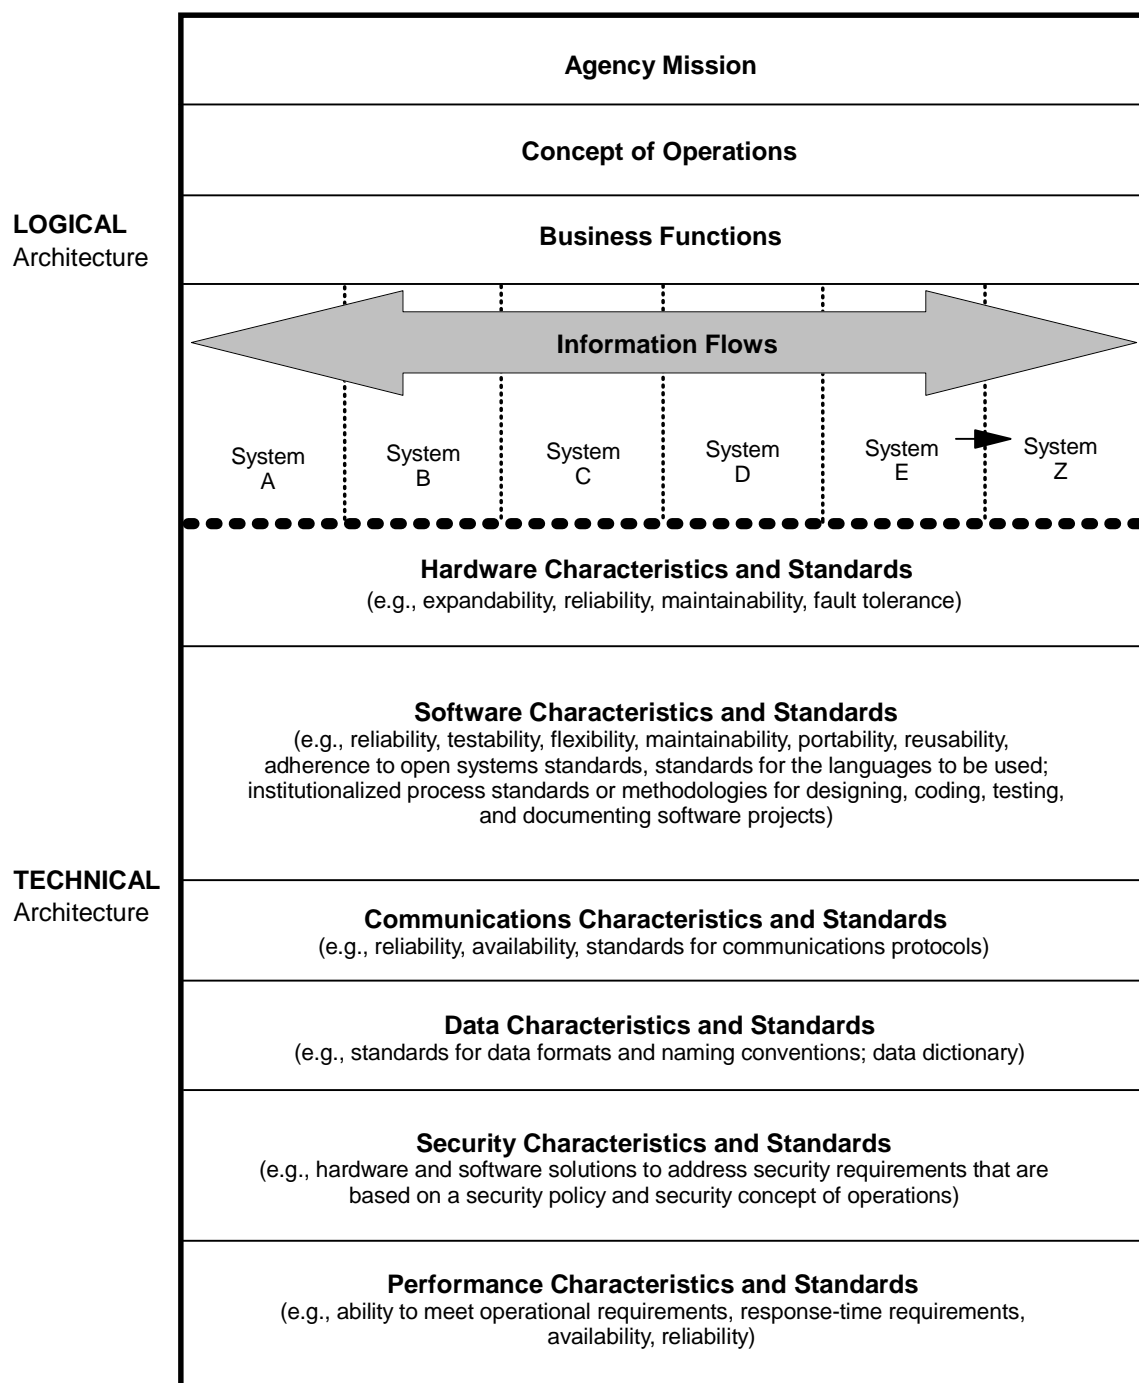 Agency Mission
Concept of Operations
LOGICAL
Architecture
Business Functions
Information Flows
System
A
System
B
System
C
System
D
System
E
System
Z
Hardware Characteristics and Standards
(e.g., expandability, reliability, maintainability, fault tolerance)
Software Characteristics and Standards
(e.g., reliability, testability, flexibility, maintainability, portability, reusability,
adherence to open systems standards, standards for the languages to be used;
institutionalized process standards or methodologies for designing, coding, testing,
and documenting software projects)
TECHNICAL
Architecture
Communications Characteristics and Standards
(e.g., reliability, availability, standards for communications protocols)
Data Characteristics and Standards
(e.g., standards for data formats and naming conventions; data dictionary)
Security Characteristics and Standards
(e.g., hardware and software solutions to address security requirements that are
based on a security policy and security concept of operations)
Performance Characteristics and Standards
(e.g., ability to meet operational requirements, response-time requirements,
availability, reliability)